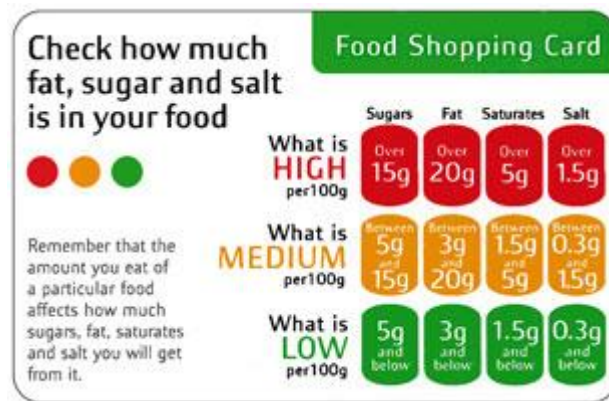 Check how much
fat, sugar and salt
is in your food
Food Shopping Card
Sugars Fat Saturates Salt
What is
HIGH
per100g
Over Over Over Over
15g 20g 5g 1.5g
What is
MEDIUM
per100g
Between Between Between Between
5g 3g 1.5g 0.3g
and and and and
15g 20g 5g 1.5g
What is
LOW
per100g
5g 3g 1.5g 0.3g
and and and and
below below below below
Remember that the
amount you eat of
a particular food
affects how much
sugars, fat, saturates
and salt you will get
from it.